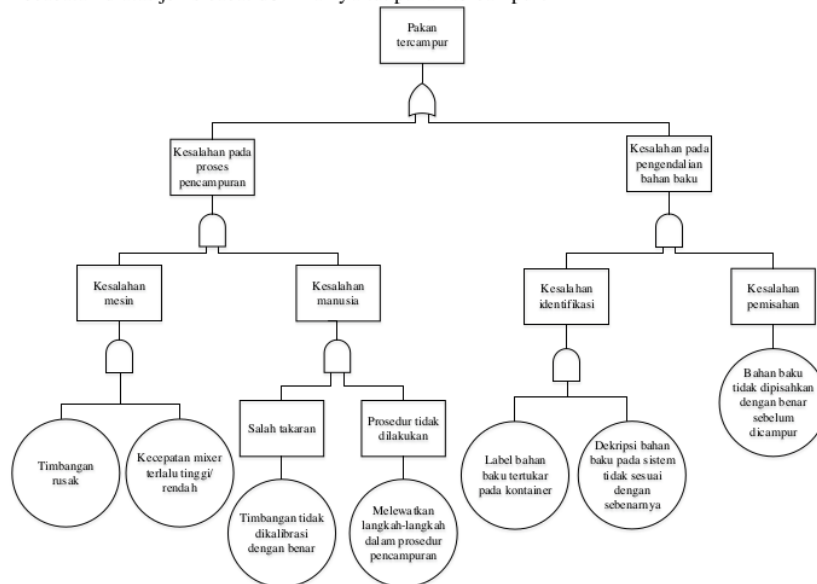 Pakan
tercampur
Kesalahan pada
proses
pencampuran
Kesalahan pada
pengendalian
bahan baku
Kesalahan
mesin
Kesalahan
manusia
Kesalahan
identifikasi
Kesalahan
pemisahan
Timbangan
rusak
Kecepatan mixer
terlalu tinggi/
rendah
Salah takaran
Prosedur tidak
dilakukan
Timbangan tidak
dikalibrasi
dengan benar
Melewatkan
langkah-langkah
dalam prosedur
pencampuran
Label bahan
baku tertukar
pada kontainer
Dekripsi bahan
baku pada sistem
tidak sesuai
dengan
sebenarnya
Bahan baku
tidak dipisahkan
dengan benar
sebelum
dicampur